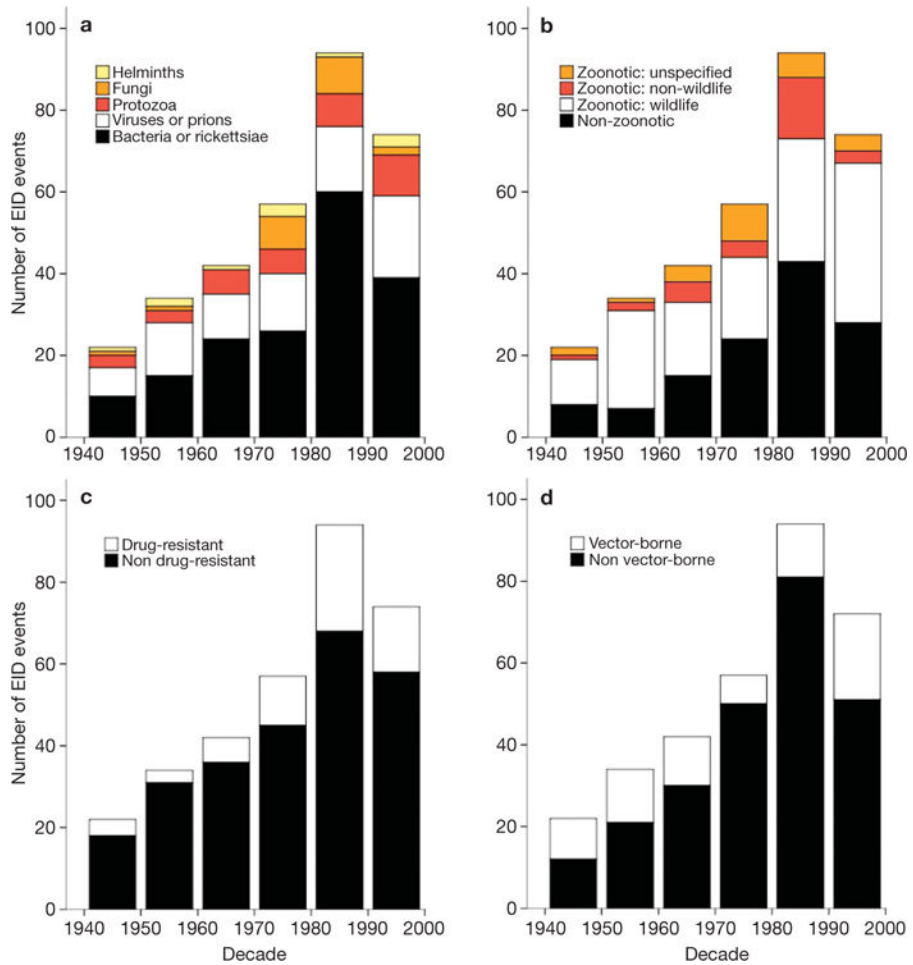 a
Helminths
Fungi
Protozoa
Viruses or prions
Bacteria or rickettsiae
Number of EID events
100
80
60
40
20
0
1940 1950 1960 1970 1980 1990 2000
b
Zoonotic: unspecified
Zoonotic: non-wildlife
Zoonotic: wildlife
Non-zoonotic
100
80
60
40
20
0
1940 1950 1960 1970 1980 1990 2000
c
Drug-resistant
Non drug-resistant
Number of EID events
100
80
60
40
20
0
1940 1950 1960 1970 1980 1990 2000
Decade
d
Vector-borne
Non vector-borne
100
80
60
40
20
0
1940 1950 1960 1970 1980 1990 2000
Decade